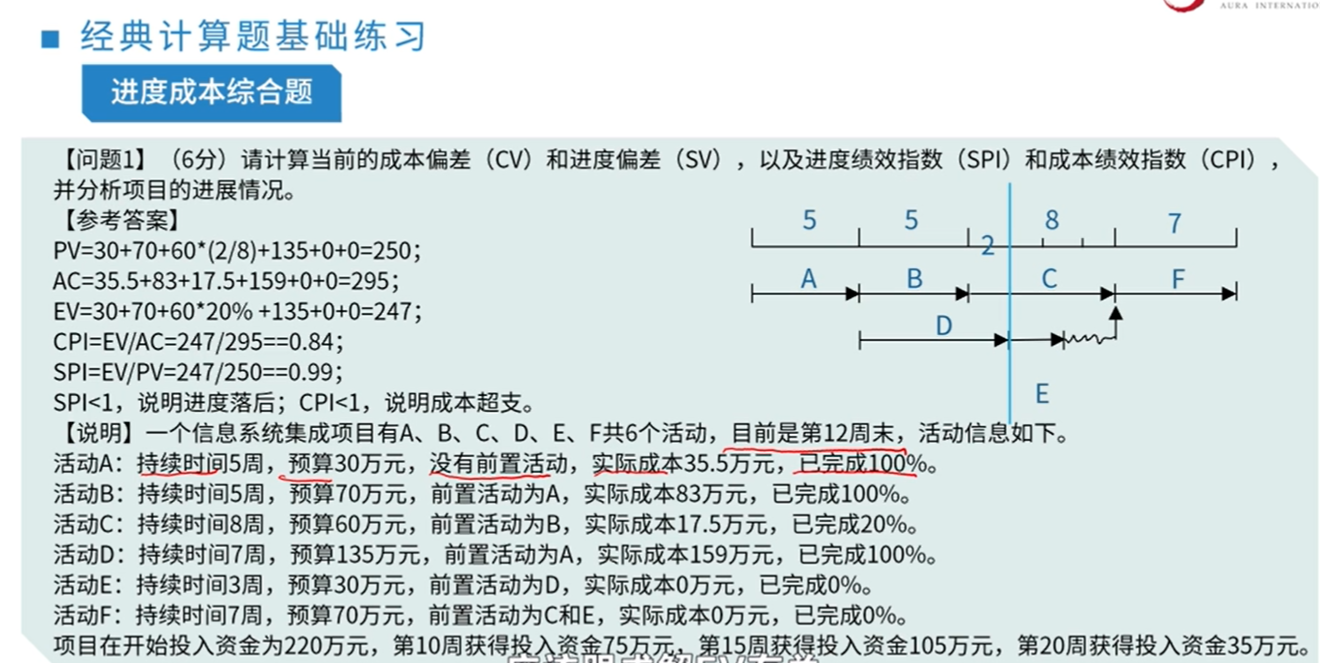 AURA INTERNATIO
经典计算题基础练习
进度成本综合题
【问题1】（6分）请计算当前的成本偏差（CV）和进度偏差（SV），以及进度绩效指数（SPI）和成本绩效指数（CPI），
并分析项目的进展情况。
【参考答案】
PV=30+70+60*(2/8)+135+0+0=250；
AC=35.5+83+17.5+159+0+0=295；
EV=30+70+60*20% +135+0+0=247；
CPI=EV/AC=247/295==0.84；
SPI=EV/PV=247/250==0.99；
SPI<1，说明进度落后；CPI<1，说明成本超支。
5 5 2 8 7
A B C F
D
E
【说明】一个信息系统集成项目有A、B、C、D、E、F共6个活动，目前是第12周末，活动信息如下。
活动A：持续时间5周，预算30万元，没有前置活动，实际成本35.5万元，已完成100%。
活动B：持续时间5周，预算70万元，前置活动为A，实际成本83万元，已完成100%。
活动C：持续时间8周，预算60万元，前置活动为B，实际成本17.5万元，已完成20%。
活动D：持续时间7周，预算135万元，前置活动为A，实际成本159万元，已完成100%。
活动E：持续时间3周，预算30万元，前置活动为D，实际成本0万元，已完成0%。
活动F：持续时间7周，预算70万元，前置活动为C和E，实际成本0万元，已完成0%。
项目在开始投入资金为220万元，第10周获得投入资金75万元，第15周获得投入资金105万元，第20周获得投入资金35万元。